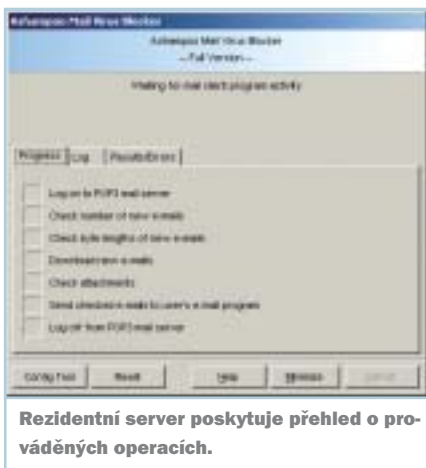 Ashampoo Mail Virus Blocker
Ashampoo Mail Virus Blocker
-- Full Version --
Waiting for mail client program activity
Progress Log Results/Errors
Log on to POP3 mail server
Check number of new e-mails
Check byte lengths of new e-mails
Download new e-mails
Check attachments
Send checked e-mails to user's e-mail program
Log off from POP3 mail server
Config Tool Reset Help Minimize
Rezidentní server poskytuje přehled o pro-
váděných operacích.